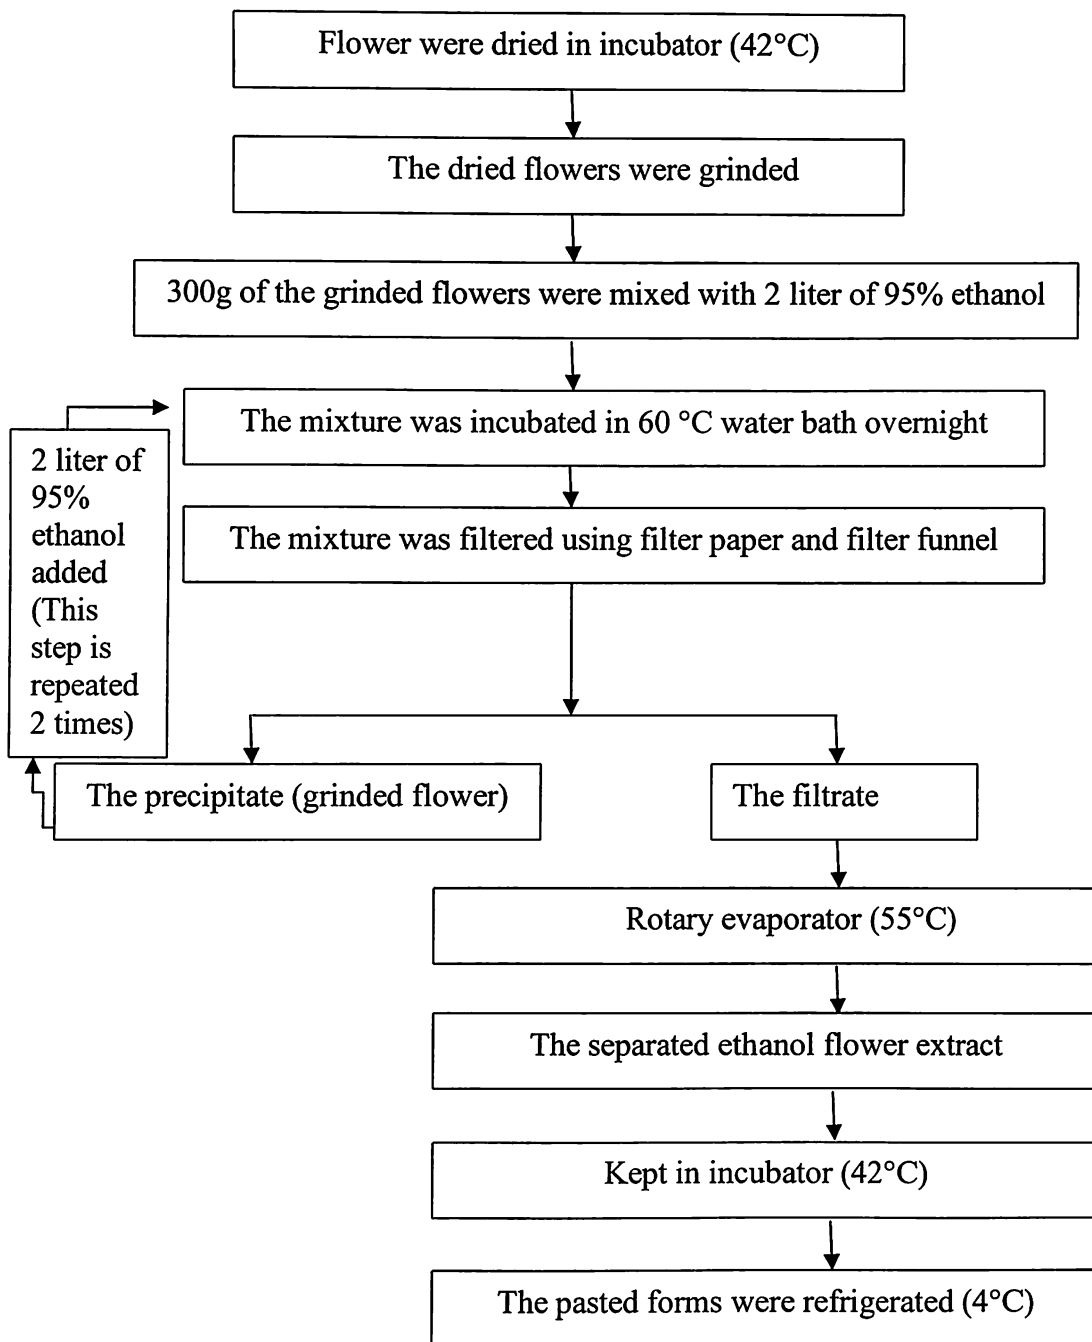 Flower were dried in incubator (42°C)
The dried flowers were grinded
300g of the grinded flowers were mixed with 2 liter of 95% ethanol
The mixture was incubated in 60 °C water bath overnight
2 liter of
95%
ethanol
added
(This
step is
repeated
2 times)
The mixture was filtered using filter paper and filter funnel
The precipitate (grinded flower)
The filtrate
Rotary evaporator (55°C)
The separated ethanol flower extract
Kept in incubator (42°C)
The pasted forms were refrigerated (4°C)